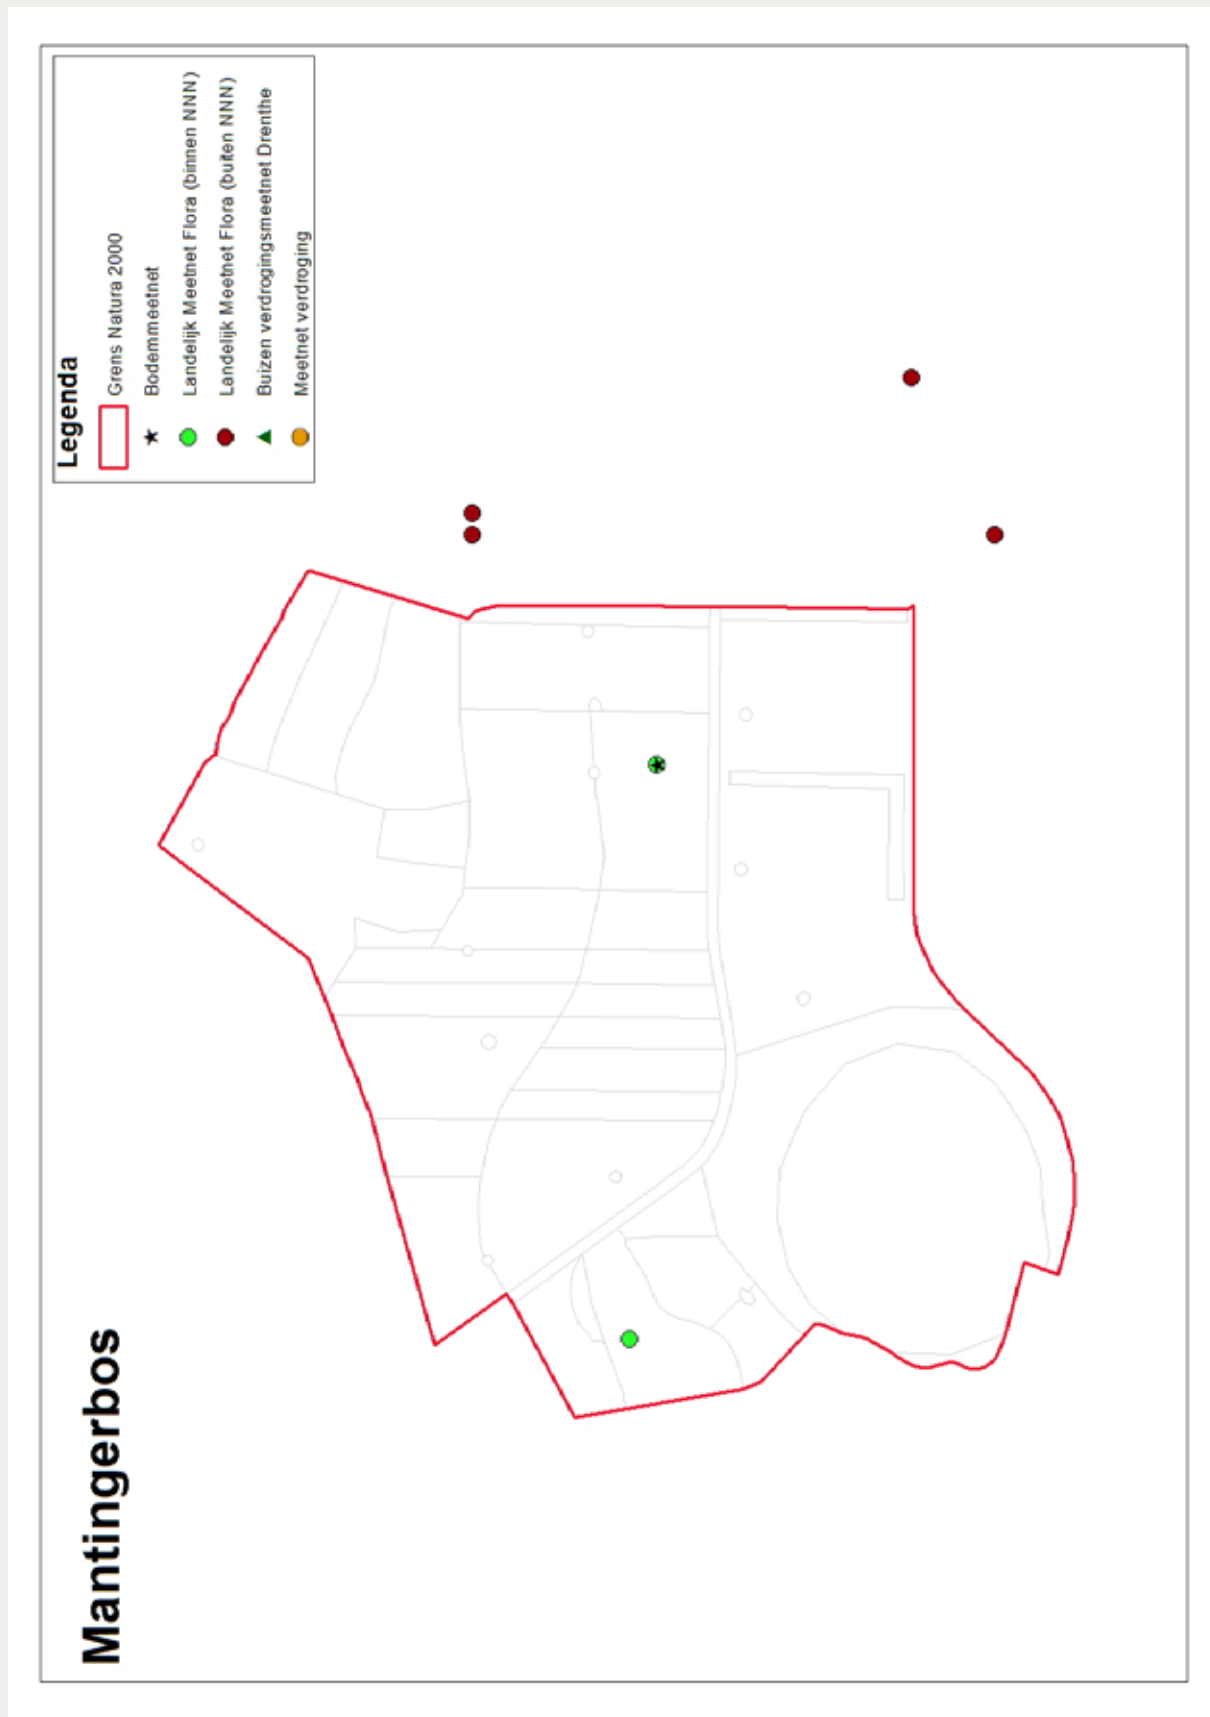 Mantingerbos
Legenda
Grens Natura 2000
Bodemmeetnet
Landelijk Meetnet Flora (binnen NNN)
Landelijk Meetnet Flora (buiten NNN)
Buizen verdrogingsmeetnet Drenthe
Meetnet verdroging